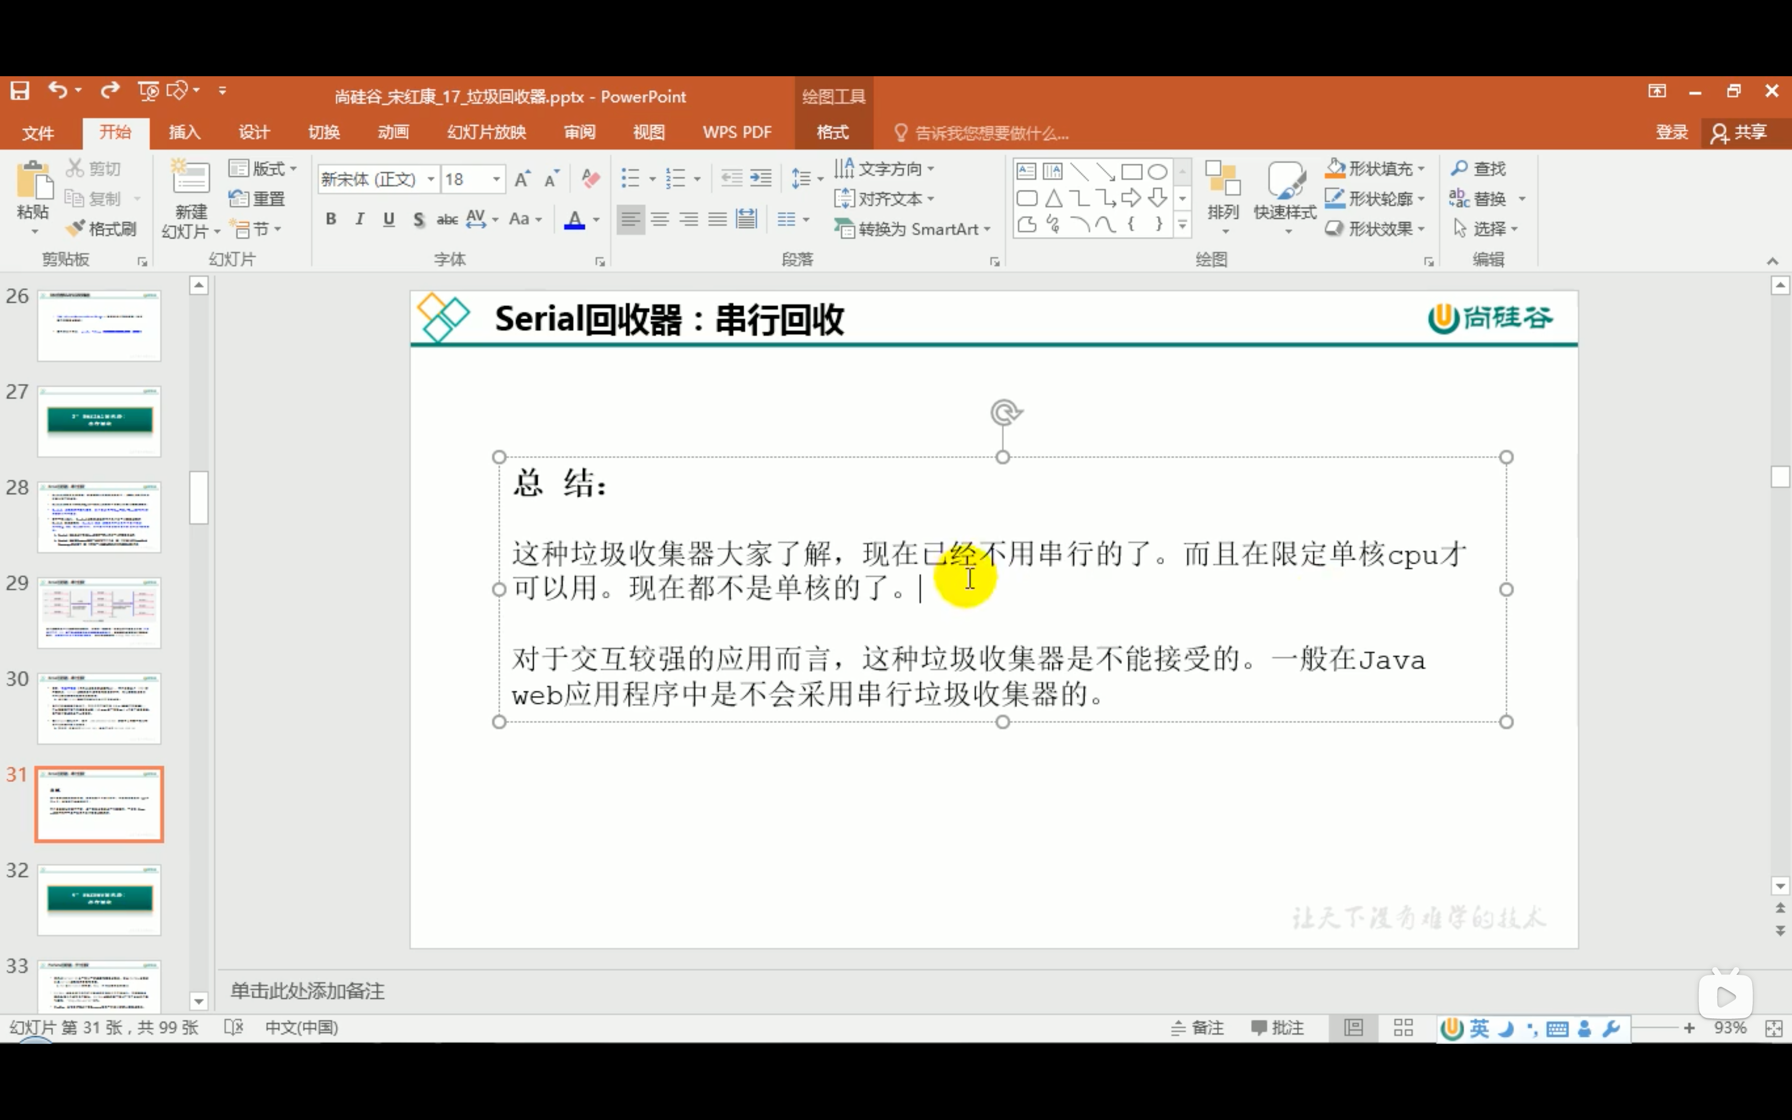 尚硅谷_宋红康_17_垃圾回收器.pptx - PowerPoint
绘图工具
文件 开始 插入 设计 切换 动画 幻灯片放映 审阅 视图 WPS PDF 格式 告诉我您想要做什么... 登录 共享
粘贴
剪切
复制
格式刷
剪贴板
新建
幻灯片
版式
重置
节
幻灯片
新宋体 (正文) 18
B I U S abc AV Aa A
字体
文字方向
对齐文本
转换为 SmartArt
段落
排列
快速样式
形状填充
形状轮廓
形状效果
绘图
查找
替换
选择
编辑
26
27
28
29
30
31
32
33
Serial回收器：串行回收
尚硅谷
总 结：
这种垃圾收集器大家了解，现在已经不用串行的了。而且在限定单核cpu才
可以用。现在都不是单核的了。
对于交互较强的应用而言，这种垃圾收集器是不能接受的。一般在Java
web应用程序中是不会采用串行垃圾收集器的。
让天下没有难学的技术
单击此处添加备注
幻灯片 第 31 张，共 99 张 中文(中国) 备注 批注 英 93%